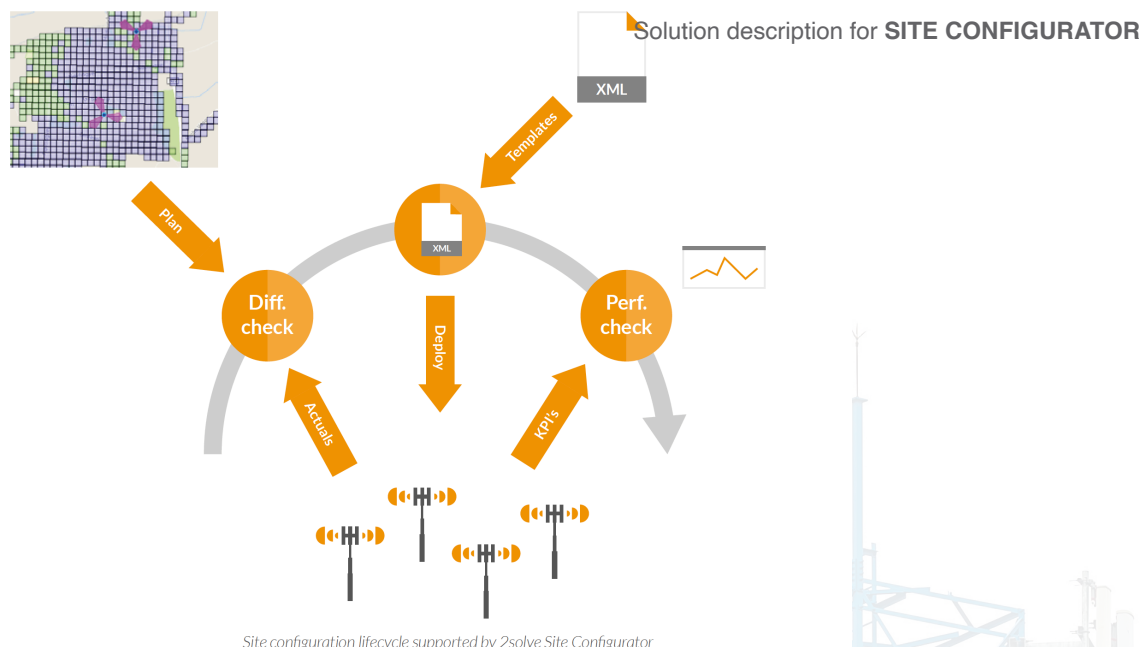 Solution description for SITE CONFIGURATOR
XML
Templates
Plan
XML
Diff.
check
Perf.
check
Deploy
Actuals
KPI's
Site configuration lifecycle supported by 2solve Site Configurator